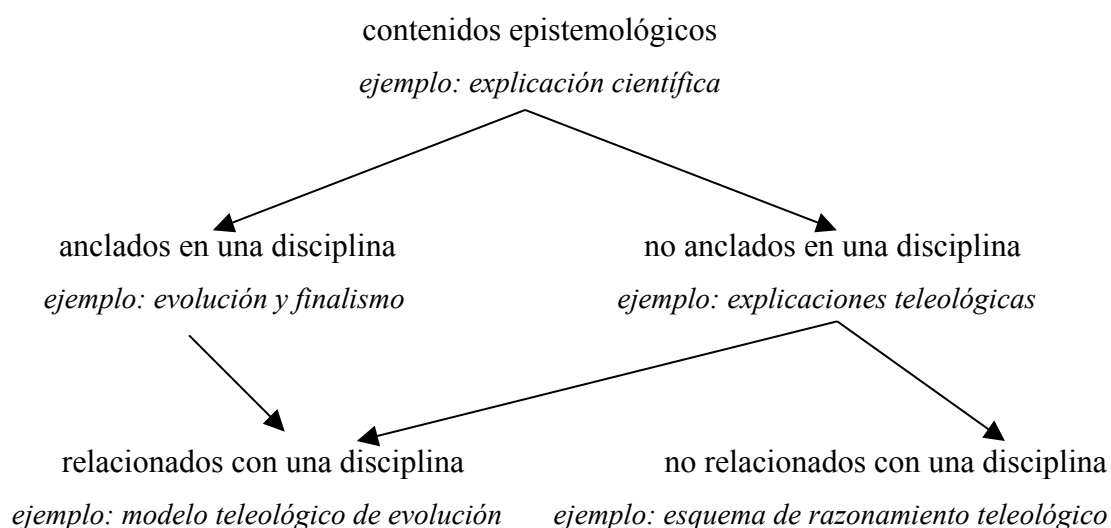 contenidos epistemológicos
ejemplo: explicación científica
anclados en una disciplina
no anclados en una disciplina
ejemplo: evolución y finalismo
ejemplo: explicaciones teleológicas
relacionados con una disciplina
no relacionados con una disciplina
ejemplo: modelo teleológico de evolución
ejemplo: esquema de razonamiento teleológico